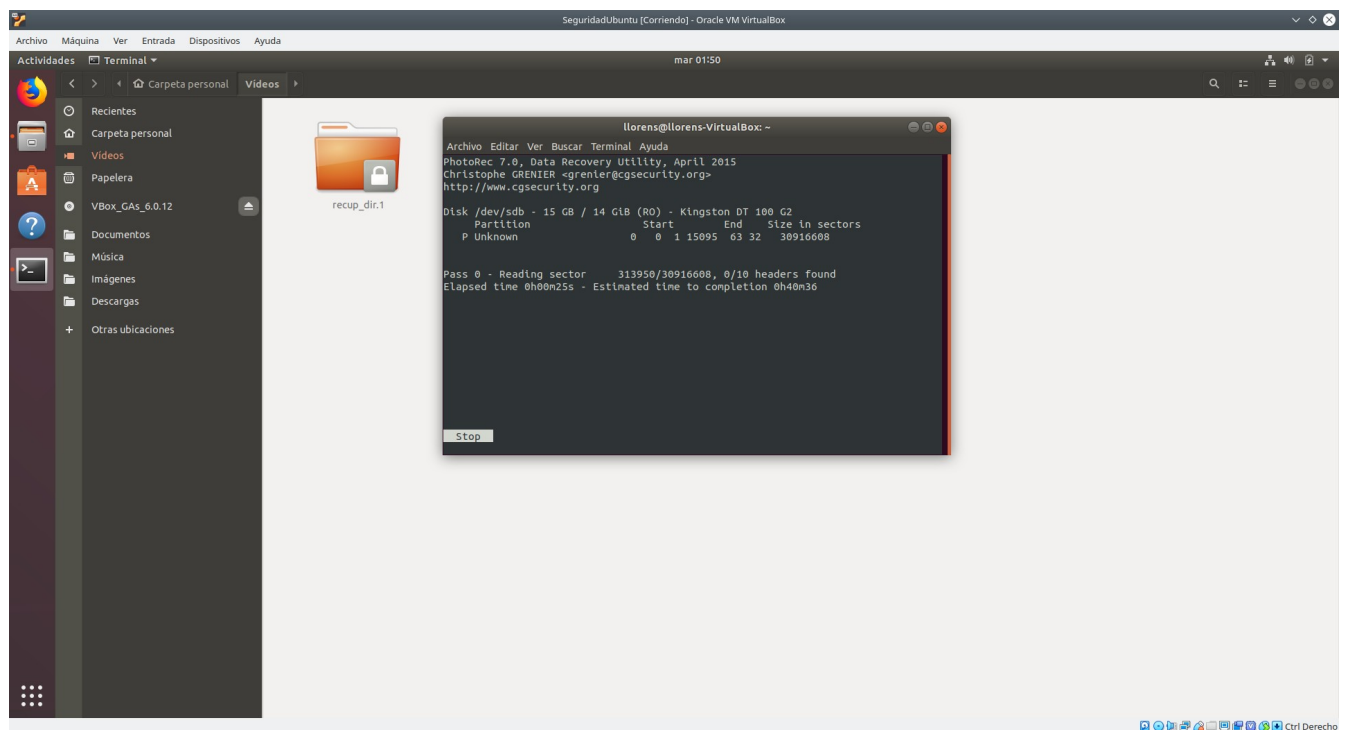 SeguridadUbuntu [Corriendo] - Oracle VM VirtualBox
Archivo Máquina Ver Entrada Dispositivos Ayuda
Actividades Terminal mar 01:50
Carpeta personal Vídeos
Recientes
Carpeta personal
Vídeos
Papelera
VBox_GAs_6.0.12
Documentos
Música
Imágenes
Descargas
+ Otras ubicaciones
recup_dir.1
llorens@llorens-VirtualBox: ~
Archivo Editar Ver Buscar Terminal Ayuda
PhotoRec 7.0, Data Recovery Utility, April 2015
Christophe GRENIER <grenier@cgsecurity.org>
http://www.cgsecurity.org
Disk /dev/sdb - 15 GB / 14 GiB (RO) - Kingston DT 100 G2
Partition Start End Size in sectors
P Unknown 0 0 1 15095 63 32 30916608
Pass 0 - Reading sector 313950/30916608, 0/10 headers found
Elapsed time 0h00m25s - Estimated time to completion 0h40m36
Stop
Ctrl Derecho